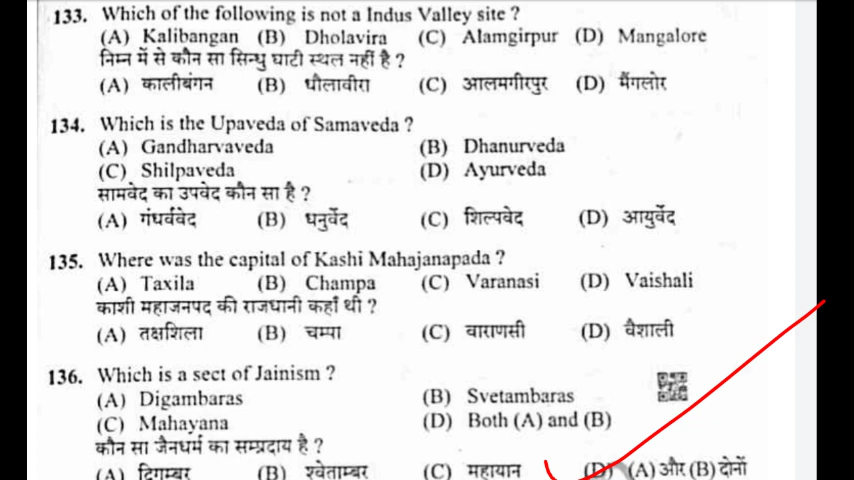 133. Which of the following is not a Indus Valley site ?
(A) Kalibangan (B) Dholavira (C) Alamgirpur (D) Mangalore
निम्न में से कौन सा सिन्धु घाटी स्थल नहीं है ?
(A) कालीबंगन (B) धौलावीरा (C) आलमगीरपुर (D) मैंगलोर
134. Which is the Upaveda of Samaveda ?
(A) Gandharvaveda (B) Dhanurveda
(C) Shilpaveda (D) Ayurveda
सामवेद का उपवेद कौन सा है ?
(A) गंधर्ववेद (B) धनुर्वेद (C) शिल्पवेद (D) आयुर्वेद
135. Where was the capital of Kashi Mahajanapada ?
(A) Taxila (B) Champa (C) Varanasi (D) Vaishali
काशी महाजनपद की राजधानी कहाँ थी ?
(A) तक्षशिला (B) चम्पा (C) वाराणसी (D) वैशाली
136. Which is a sect of Jainism ?
(A) Digambaras (B) Svetambaras
(C) Mahayana (D) Both (A) and (B)
कौन सा जैनधर्म का सम्प्रदाय है ?
(A) दिगम्बर (B) श्वेताम्बर (C) महायान (D) (A) और (B) दोनों